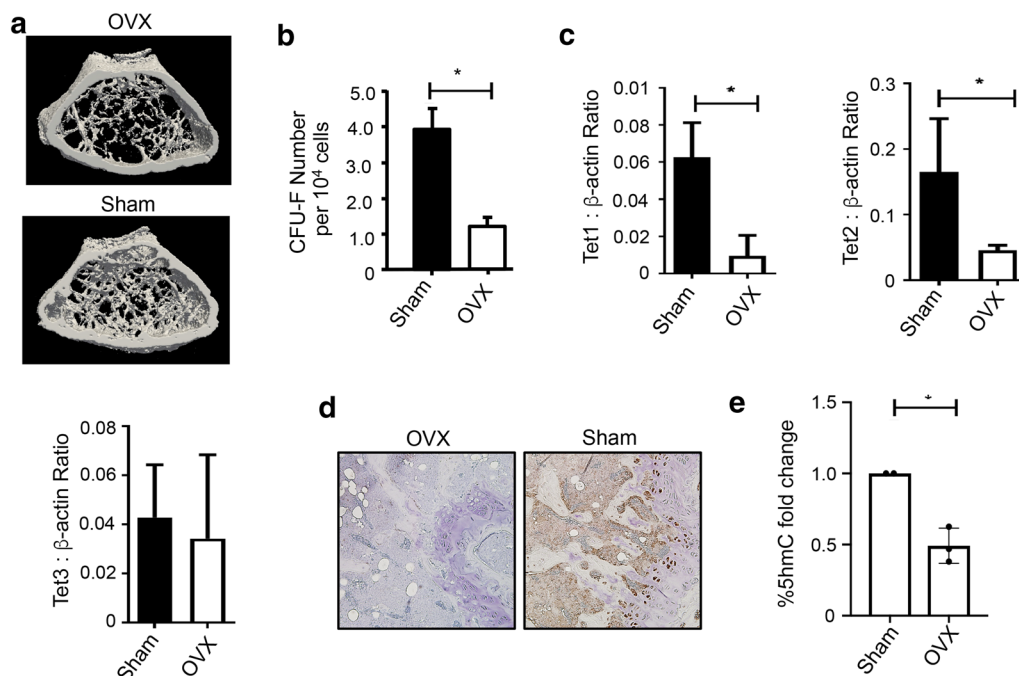 a
OVX
Sham
b
*
CFU-F Number
per 10⁴ cells
5.0
4.0
3.0
2.0
1.0
0
Sham
OVX
c
*
Tet1 : β-actin Ratio
0.01
0.08
0.06
0.04
0.02
0
Sham
OVX
*
Tet2 : β-actin Ratio
0.3
0.2
0.1
0
Sham
OVX
Tet3 : β-actin Ratio
0.08
0.06
0.04
0.02
0
Sham
OVX
d
OVX
Sham
e
*
%5hmC fold change
1.5
1.0
0.5
0
Sham
OVX